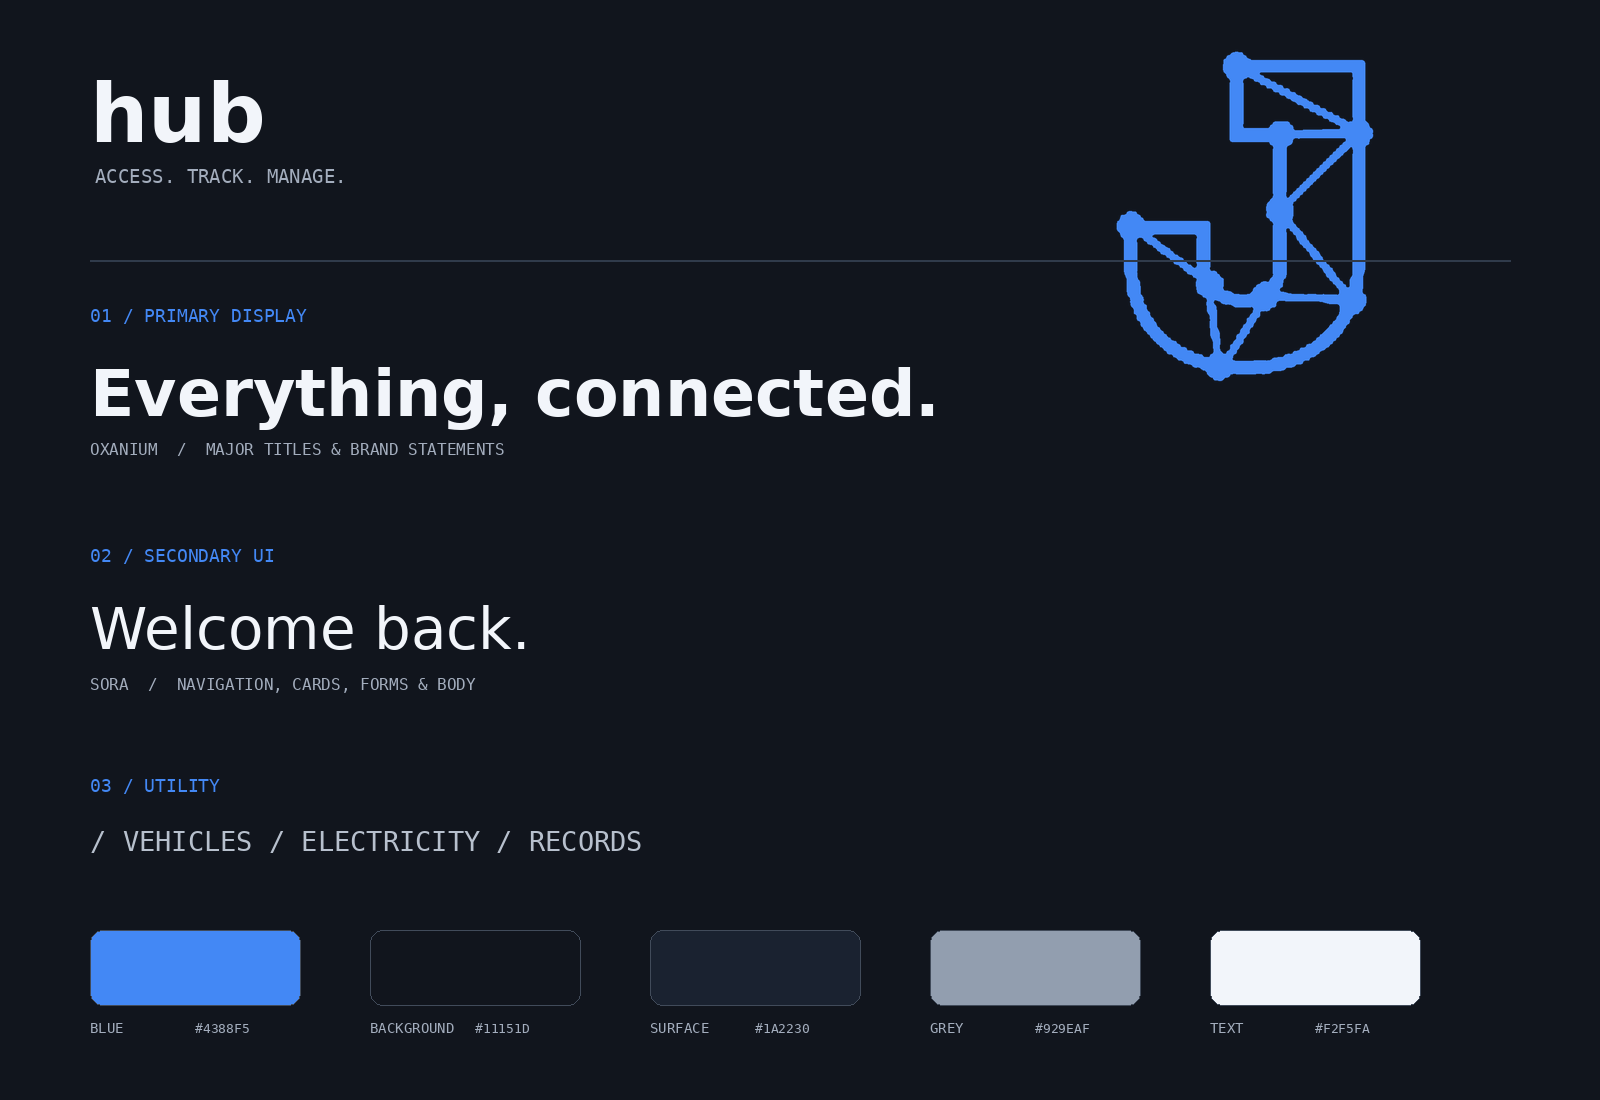 hub
ACCESS. TRACK. MANAGE.
01 / PRIMARY DISPLAY
Everything, connected.
OXANIUM / MAJOR TITLES & BRAND STATEMENTS
02 / SECONDARY UI
Welcome back.
SORA / NAVIGATION, CARDS, FORMS & BODY
03 / UTILITY
/ VEHICLES / ELECTRICITY / RECORDS
BLUE #4388F5
BACKGROUND #11151D
SURFACE #1A2230
GREY #929EAF
TEXT #F2F5FA